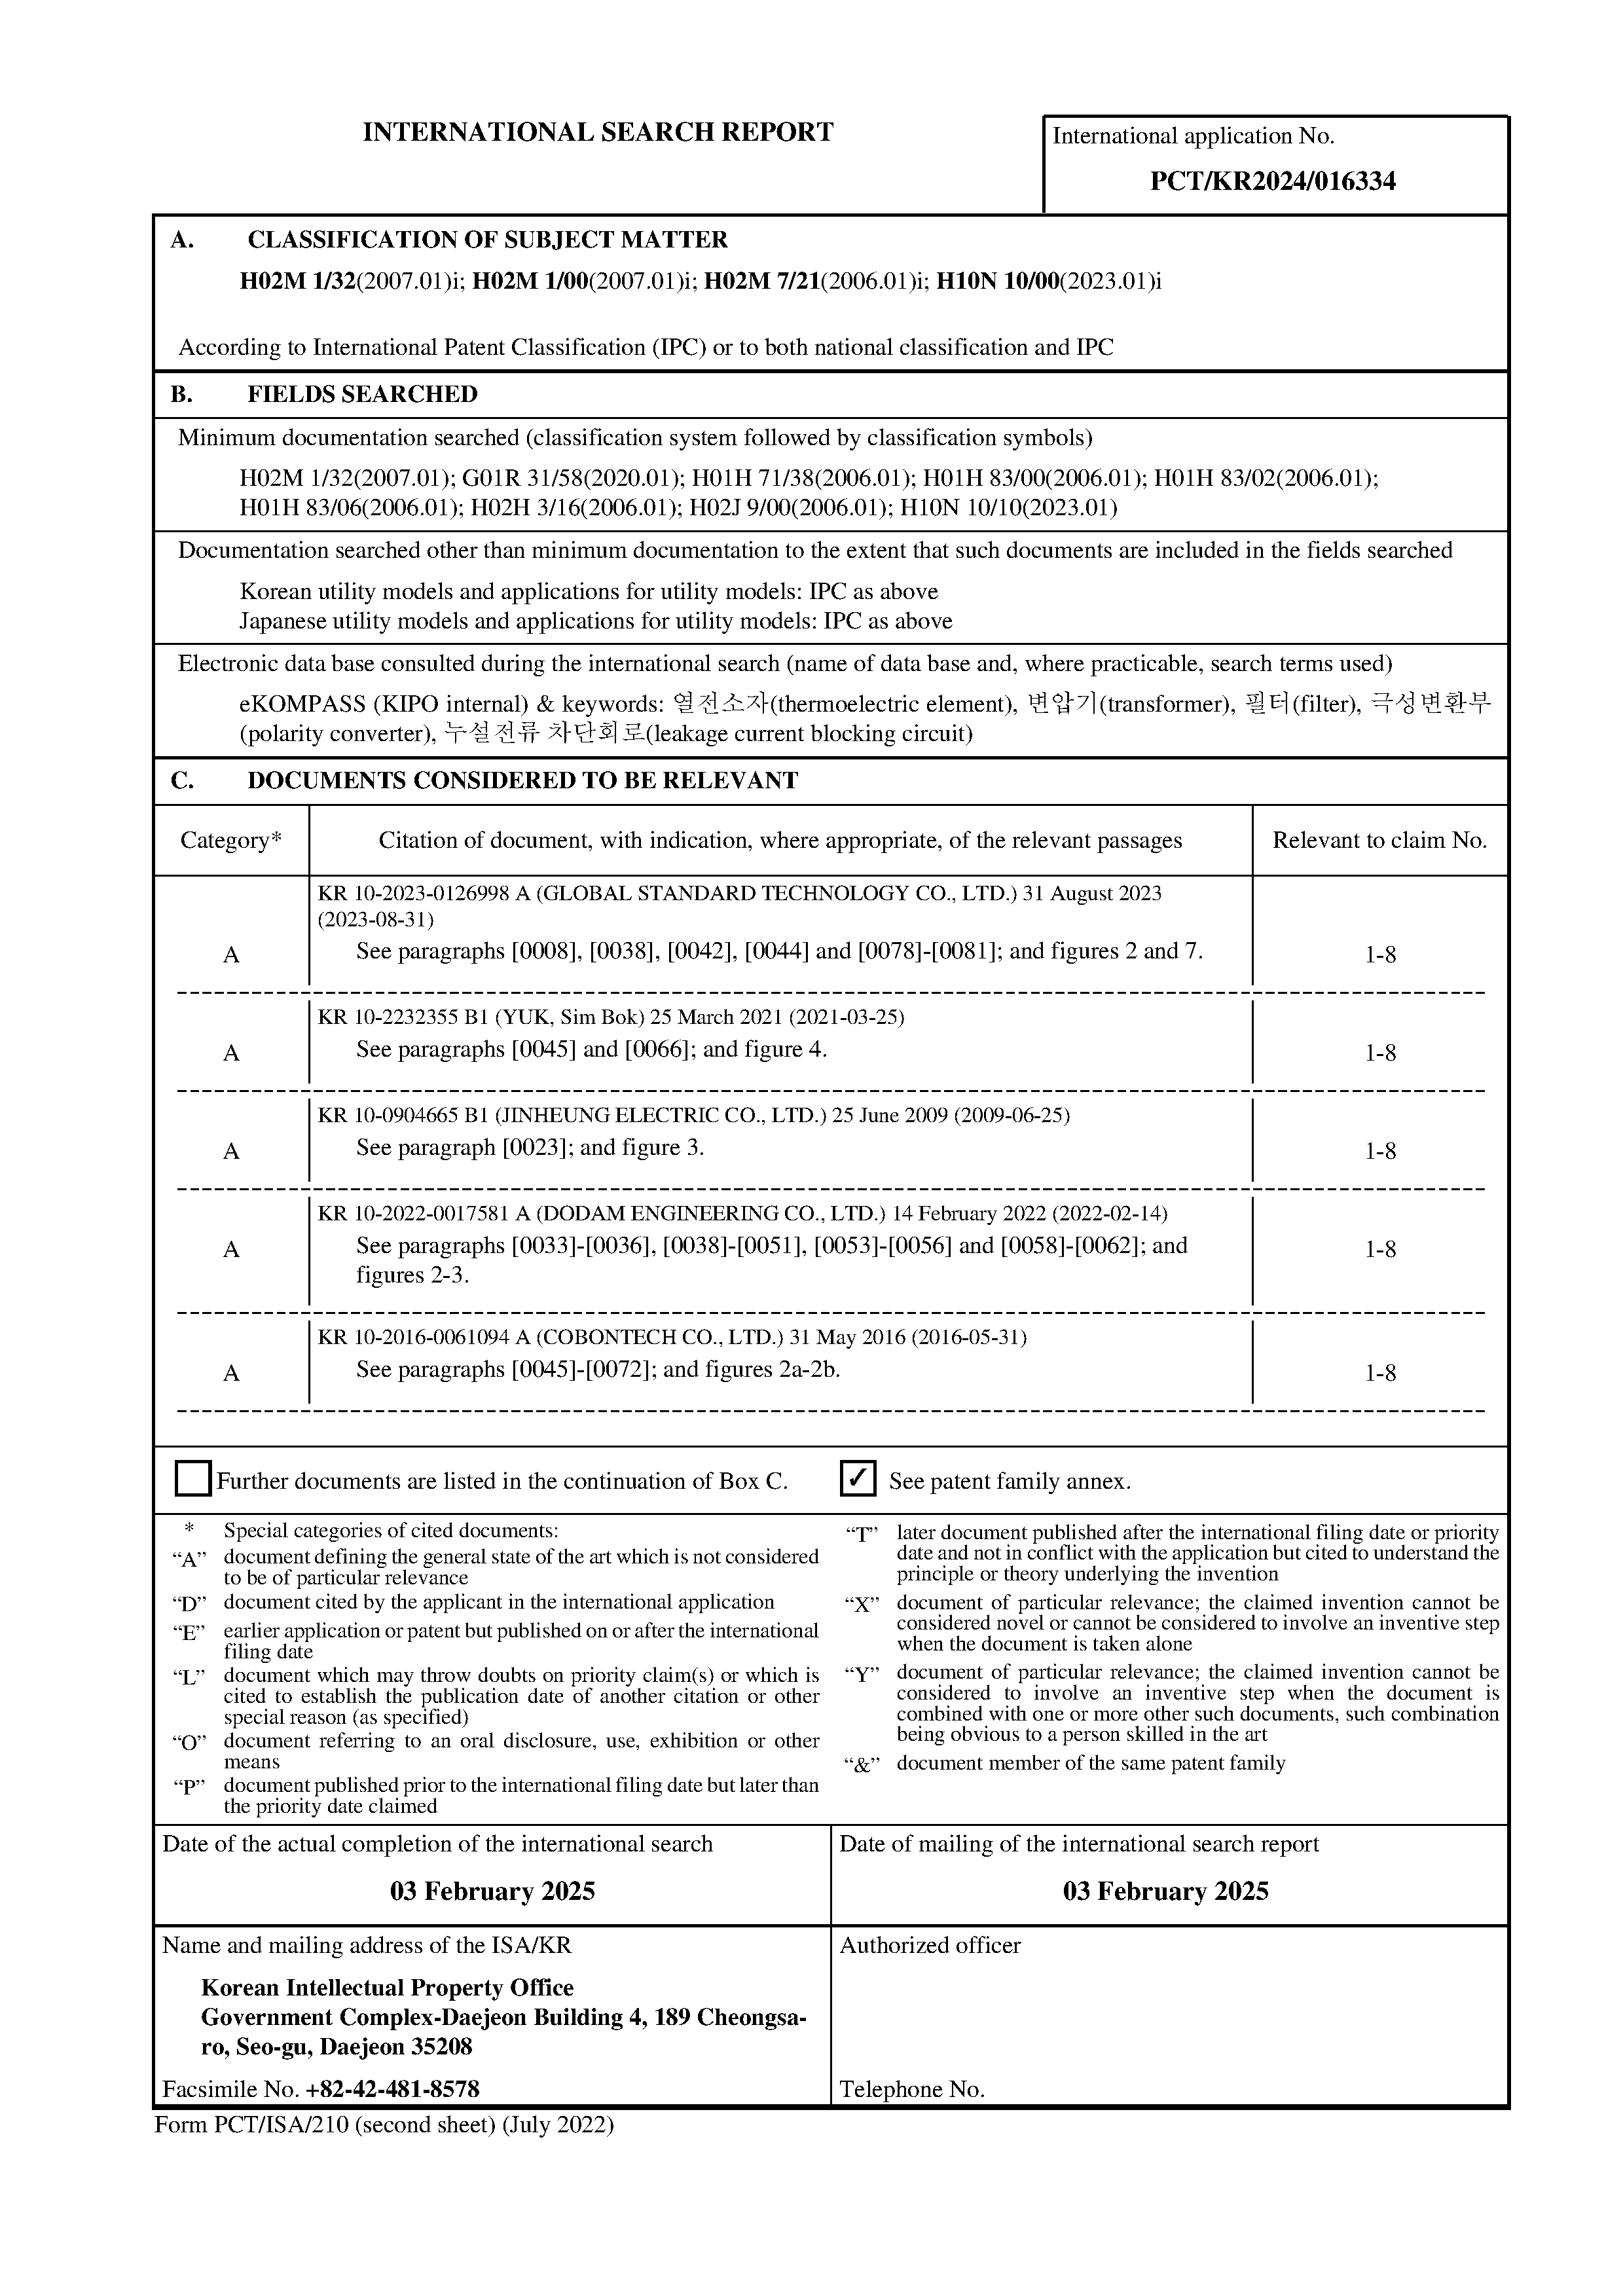 INTERNATIONAL SEARCH REPORT
International application No.
PCT/KR2024/016334
A. CLASSIFICATION OF SUBJECT MATTER
H02M 1/32(2007.01)i; H02M 1/00(2007.01)i; H02M 7/21(2006.01)i; H10N 10/00(2023.01)i
According to International Patent Classification (IPC) or to both national classification and IPC
B. FIELDS SEARCHED
Minimum documentation searched (classification system followed by classification symbols)
H02M 1/32(2007.01); G01R 31/58(2020.01); H01H 71/38(2006.01); H01H 83/00(2006.01); H01H 83/02(2006.01);
H01H 83/06(2006.01); H02H 3/16(2006.01); H02J 9/00(2006.01); H10N 10/10(2023.01)
Documentation searched other than minimum documentation to the extent that such documents are included in the fields searched
Korean utility models and applications for utility models: IPC as above
Japanese utility models and applications for utility models: IPC as above
Electronic data base consulted during the international search (name of data base and, where practicable, search terms used)
eKOMPASS (KIPO internal) & keywords: 열전소자(thermoelectric element), 변압기(transformer), 필터(filter), 극성변환부
(polarity converter), 누설전류 차단회로(leakage current blocking circuit)
C. DOCUMENTS CONSIDERED TO BE RELEVANT
Category* Citation of document, with indication, where appropriate, of the relevant passages Relevant to claim No.
KR 10-2023-0126998 A (GLOBAL STANDARD TECHNOLOGY CO., LTD.) 31 August 2023
(2023-08-31)
A See paragraphs [0008], [0038], [0042], [0044] and [0078]-[0081]; and figures 2 and 7. 1-8
KR 10-2232355 B1 (YUK, Sim Bok) 25 March 2021 (2021-03-25)
A See paragraphs [0045] and [0066]; and figure 4. 1-8
KR 10-0904665 B1 (JINHEUNG ELECTRIC CO., LTD.) 25 June 2009 (2009-06-25)
A See paragraph [0023]; and figure 3. 1-8
KR 10-2022-0017581 A (DODAM ENGINEERING CO., LTD.) 14 February 2022 (2022-02-14)
A See paragraphs [0033]-[0036], [0038]-[0051], [0053]-[0056] and [0058]-[0062]; and 1-8
figures 2-3.
KR 10-2016-0061094 A (COBONTECH CO., LTD.) 31 May 2016 (2016-05-31)
A See paragraphs [0045]-[0072]; and figures 2a-2b. 1-8
Further documents are listed in the continuation of Box C. ✓ See patent family annex.
* Special categories of cited documents:
“A” document defining the general state of the art which is not considered
to be of particular relevance
“D” document cited by the applicant in the international application
“E” earlier application or patent but published on or after the international
filing date
“L” document which may throw doubts on priority claim(s) or which is
cited to establish the publication date of another citation or other
special reason (as specified)
“O” document referring to an oral disclosure, use, exhibition or other
means
“P” document published prior to the international filing date but later than
the priority date claimed
“T” later document published after the international filing date or priority
date and not in conflict with the application but cited to understand the
principle or theory underlying the invention
“X” document of particular relevance; the claimed invention cannot be
considered novel or cannot be considered to involve an inventive step
when the document is taken alone
“Y” document of particular relevance; the claimed invention cannot be
considered to involve an inventive step when the document is
combined with one or more other such documents, such combination
being obvious to a person skilled in the art
“&” document member of the same patent family
Date of the actual completion of the international search
03 February 2025
Date of mailing of the international search report
03 February 2025
Name and mailing address of the ISA/KR
Korean Intellectual Property Office
Government Complex-Daejeon Building 4, 189 Cheongsa-
ro, Seo-gu, Daejeon 35208
Facsimile No. +82-42-481-8578
Authorized officer
Telephone No.
Form PCT/ISA/210 (second sheet) (July 2022)